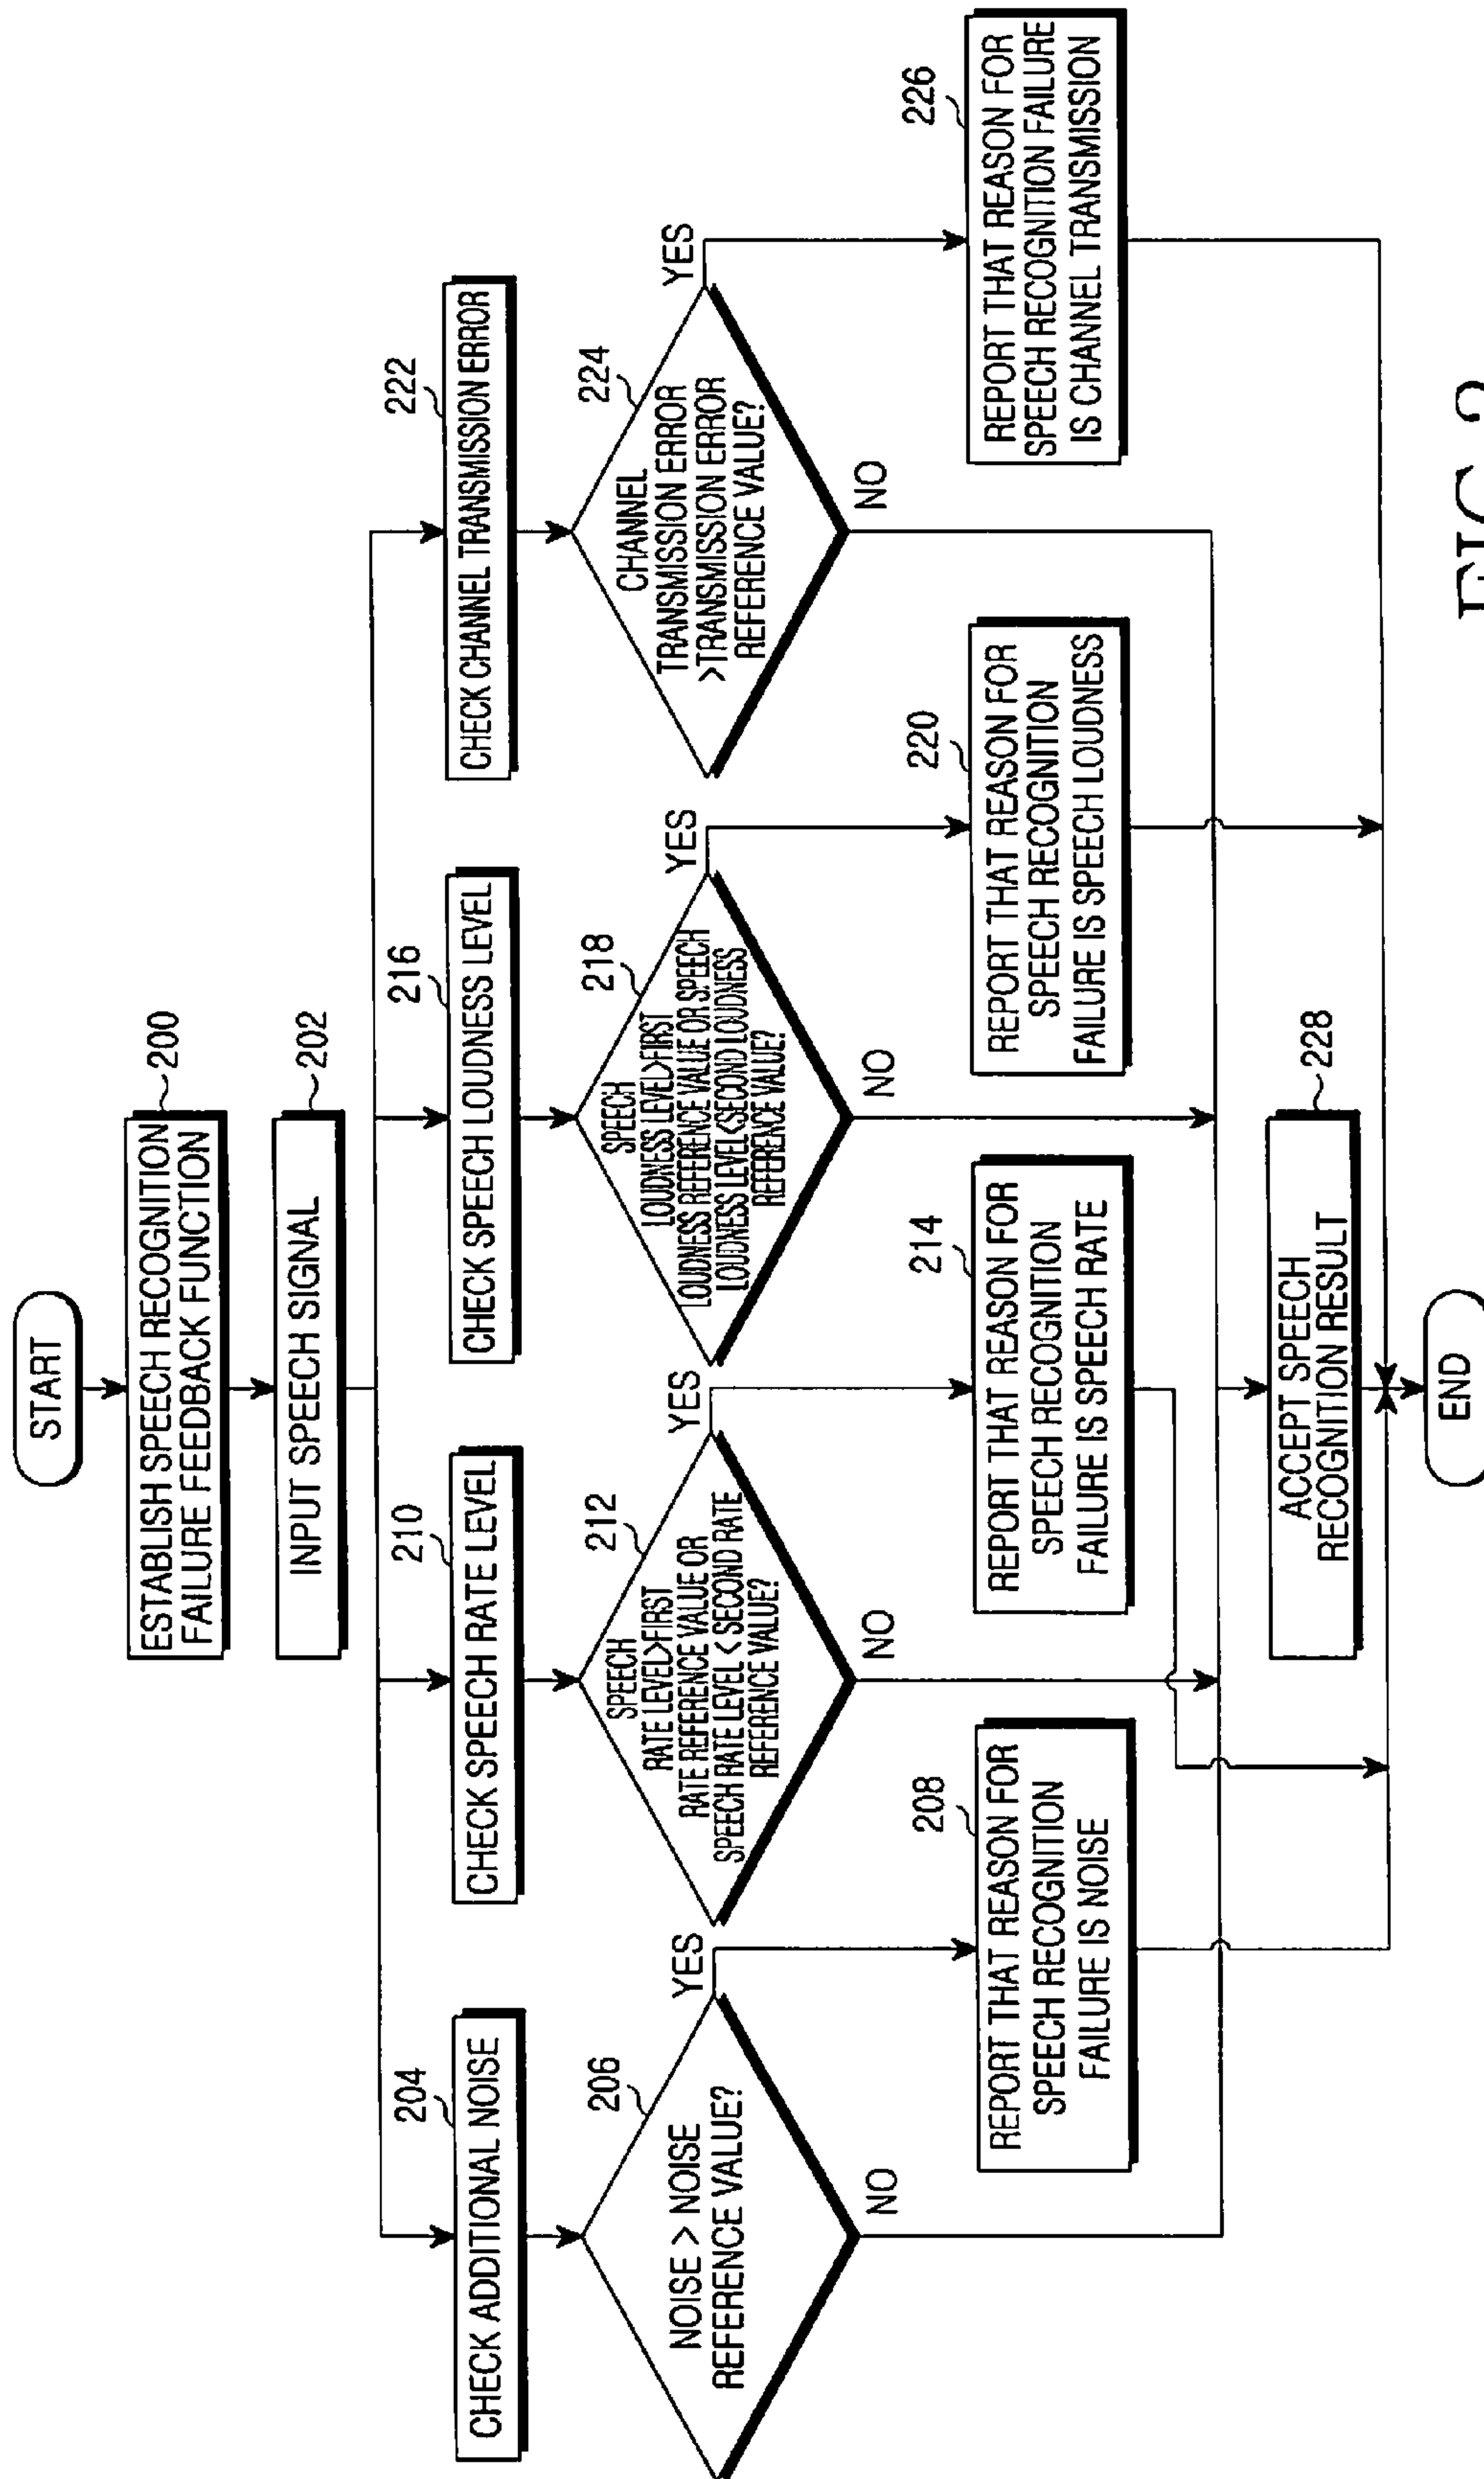 START
ESTABLISH SPEECH RECOGNITION
FAILURE FEEDBACK FUNCTION
200
INPUT SPEECH SIGNAL
202
204
CHECK ADDITIONAL NOISE
206
NOISE > NOISE
REFERENCE VALUE?
YES
NO
208
REPORT THAT REASON FOR
SPEECH RECOGNITION
FAILURE IS NOISE
210
CHECK SPEECH RATE LEVEL
212
SPEECH
RATE LEVEL>FIRST
RATE REFERENCE VALUE OR
SPEECH RATE LEVEL < SECOND RATE
REFERENCE VALUE?
YES
NO
214
REPORT THAT REASON FOR
SPEECH RECOGNITION
FAILURE IS SPEECH RATE
216
CHECK SPEECH LOUDNESS LEVEL
218
SPEECH
LOUDNESS LEVEL>FIRST
LOUDNESS REFERENCE VALUE OR SPEECH
LOUDNESS LEVEL<SECOND LOUDNESS
REFERENCE VALUE?
YES
NO
220
REPORT THAT REASON FOR
SPEECH RECOGNITION
FAILURE IS SPEECH LOUDNESS
222
CHECK CHANNEL TRANSMISSION ERROR
224
CHANNEL
TRANSMISSION ERROR
>TRANSMISSION ERROR
REFERENCE VALUE?
YES
NO
226
REPORT THAT REASON FOR
SPEECH RECOGNITION FAILURE
IS CHANNEL TRANSMISSION
228
ACCEPT SPEECH
RECOGNITION RESULT
END